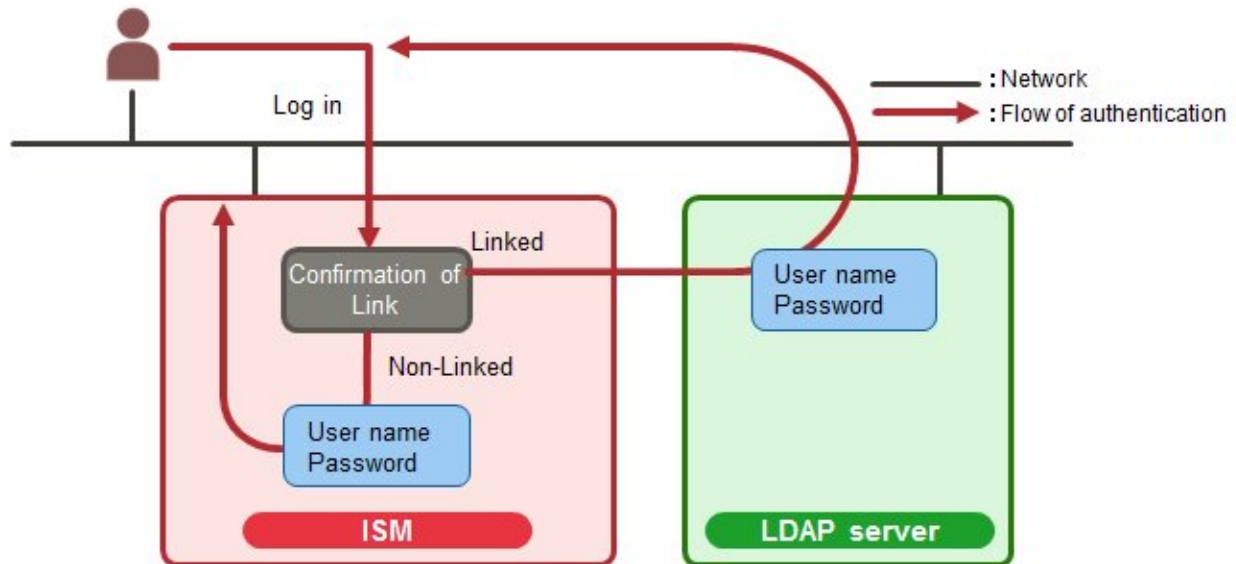 : Network
: Flow of authentication
Log in
Linked
Confirmation of
Link
User name
Password
Non-Linked
User name
Password
ISM
LDAP server